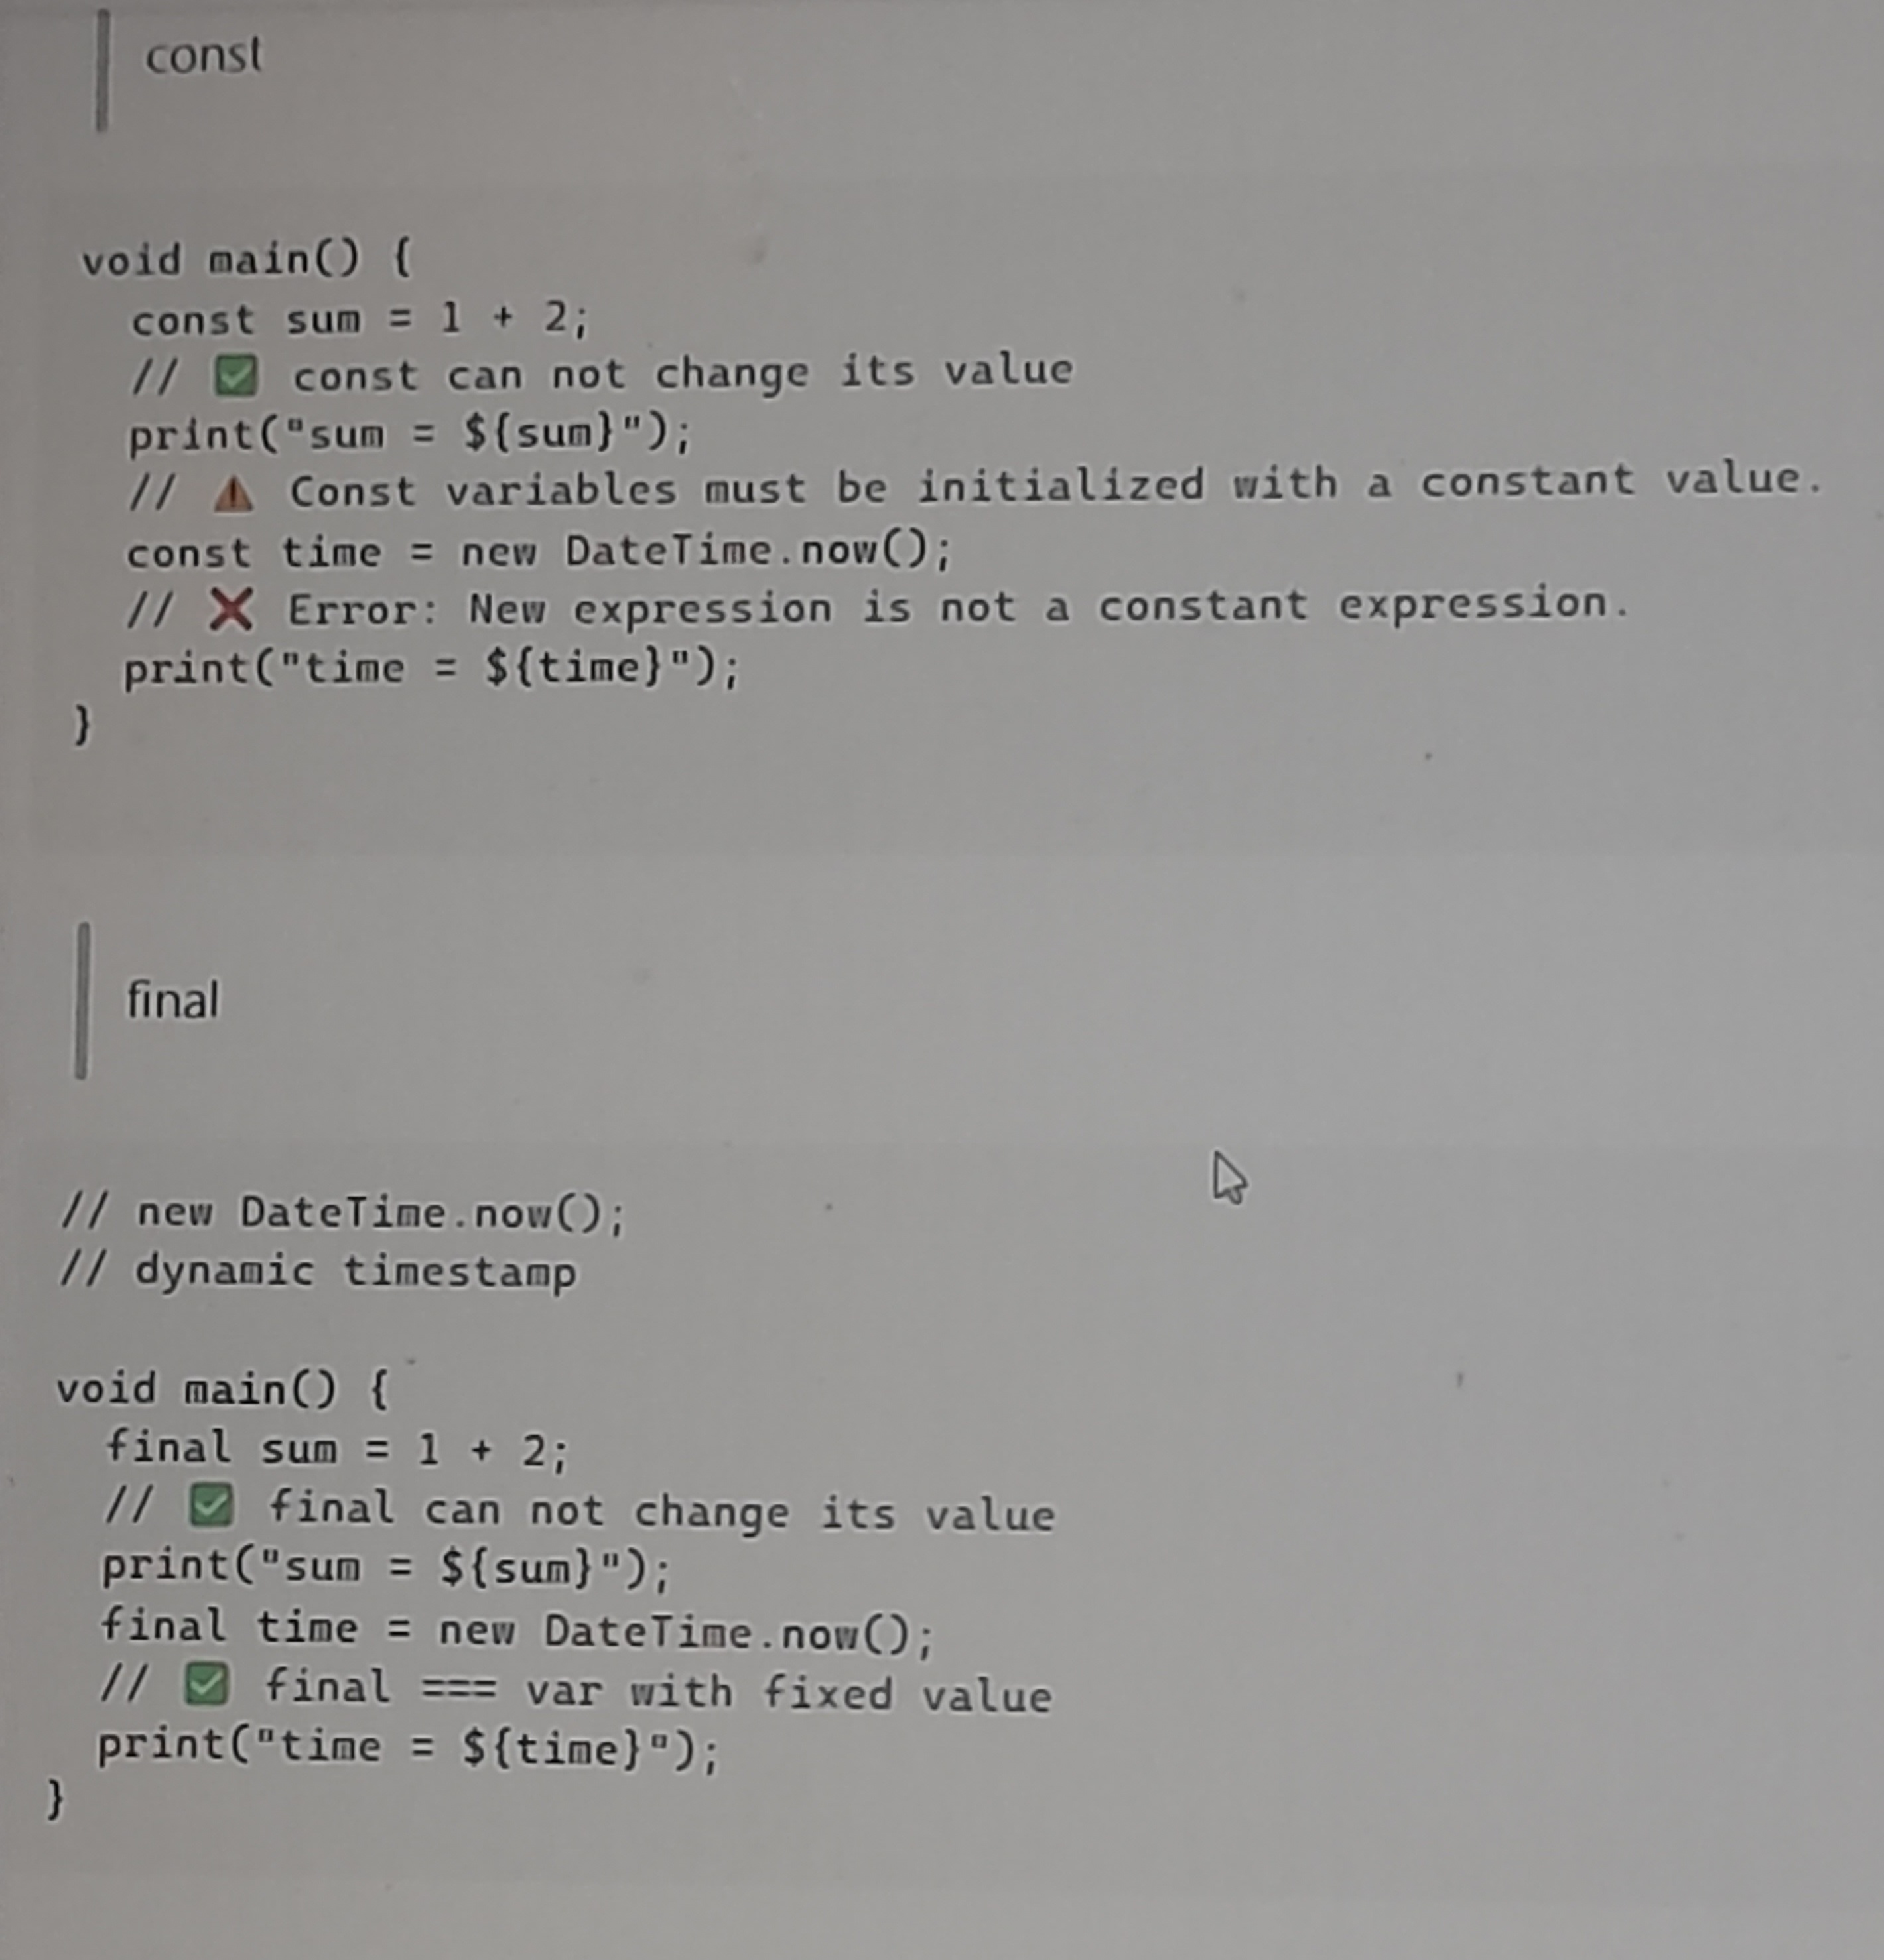 const
void main() {
const sum = 1 + 2;
// ✅ const can not change its value
print("sum = ${sum}");
// ⚠️ Const variables must be initialized with a constant value.
const time = new DateTime.now();
// ❌ Error: New expression is not a constant expression.
print("time = ${time}");
}
final
// new DateTime.now();
// dynamic timestamp
void main() {
final sum = 1 + 2;
// ✅ final can not change its value
print("sum = ${sum}");
final time = new DateTime.now();
// ✅ final === var with fixed value
print("time = ${time}");
}